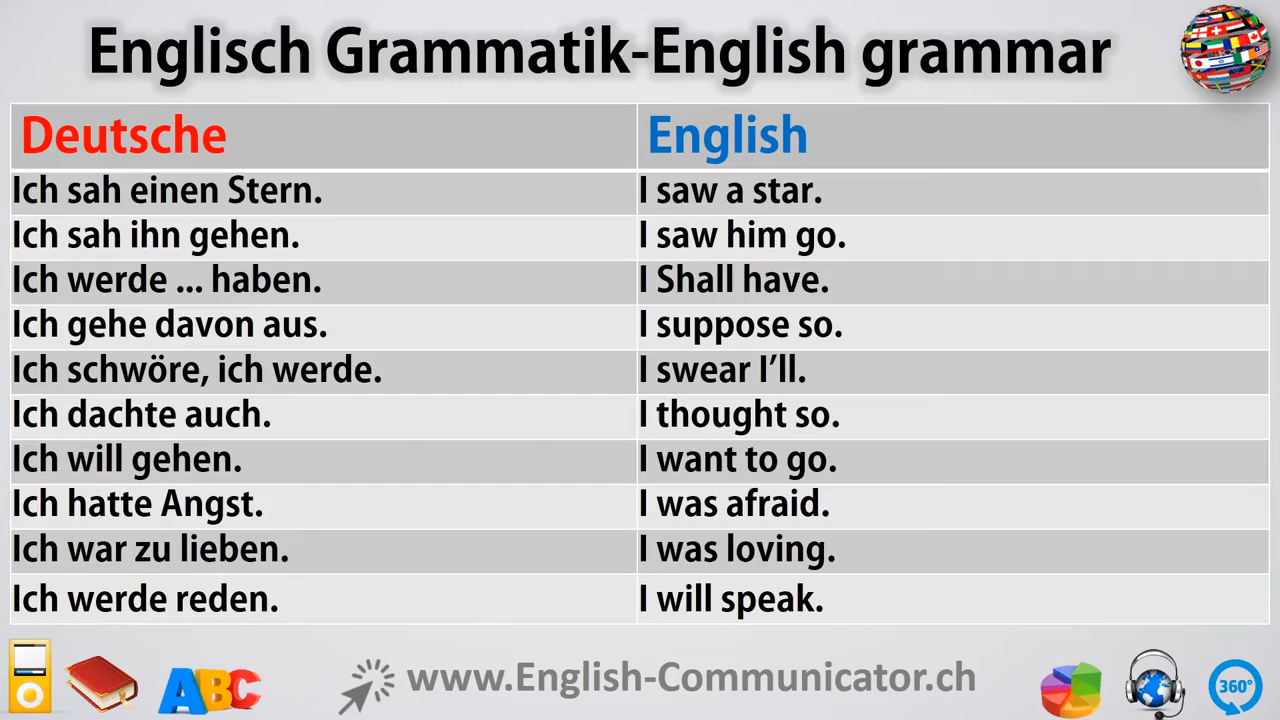 Englisch Grammatik-English grammar
Deutsche English
Ich sah einen Stern. I saw a star.
Ich sah ihn gehen. I saw him go.
Ich werde ... haben. I Shall have.
Ich gehe davon aus. I suppose so.
Ich schwöre, ich werde. I swear I’ll.
Ich dachte auch. I thought so.
Ich will gehen. I want to go.
Ich hatte Angst. I was afraid.
Ich war zu lieben. I was loving.
Ich werde reden. I will speak.
ABC www.English-Communicator.ch 360°